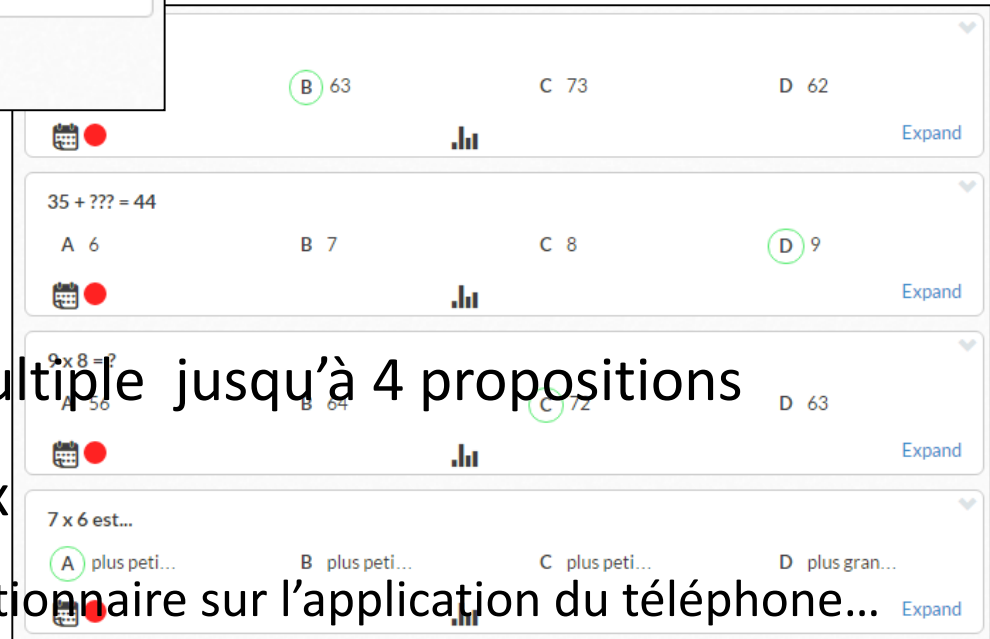 B 63 C 73 D 62
Expand
35 + ??? = 44
A 6 B 7 C 8 D 9
Expand
9 x 8 = ?
ultiple jusqu’à 4 propositions
A 56 B 64 C 72 D 63
Expand
x
7 x 6 est...
A plus peti... B plus peti... C plus peti... D plus gran...
tionnaire sur l’application du téléphone... Expand